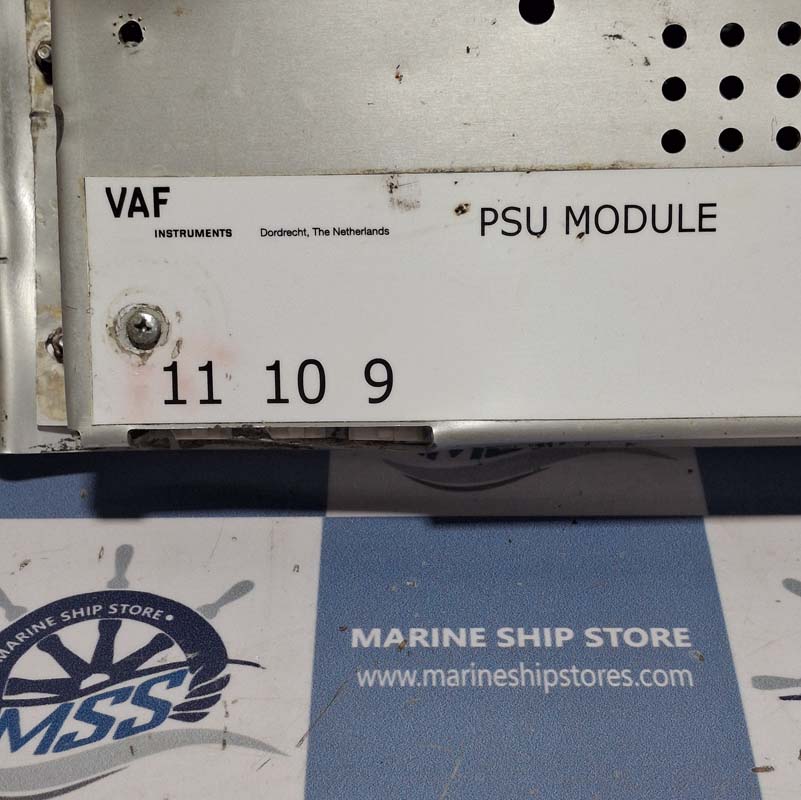 VAF
INSTRUMENTS Dordrecht, The Netherlands
PSU MODULE
11 10 9
MARINE SHIP STORE
MSS
MARINE SHIP STORE
www.marineshipstores.com